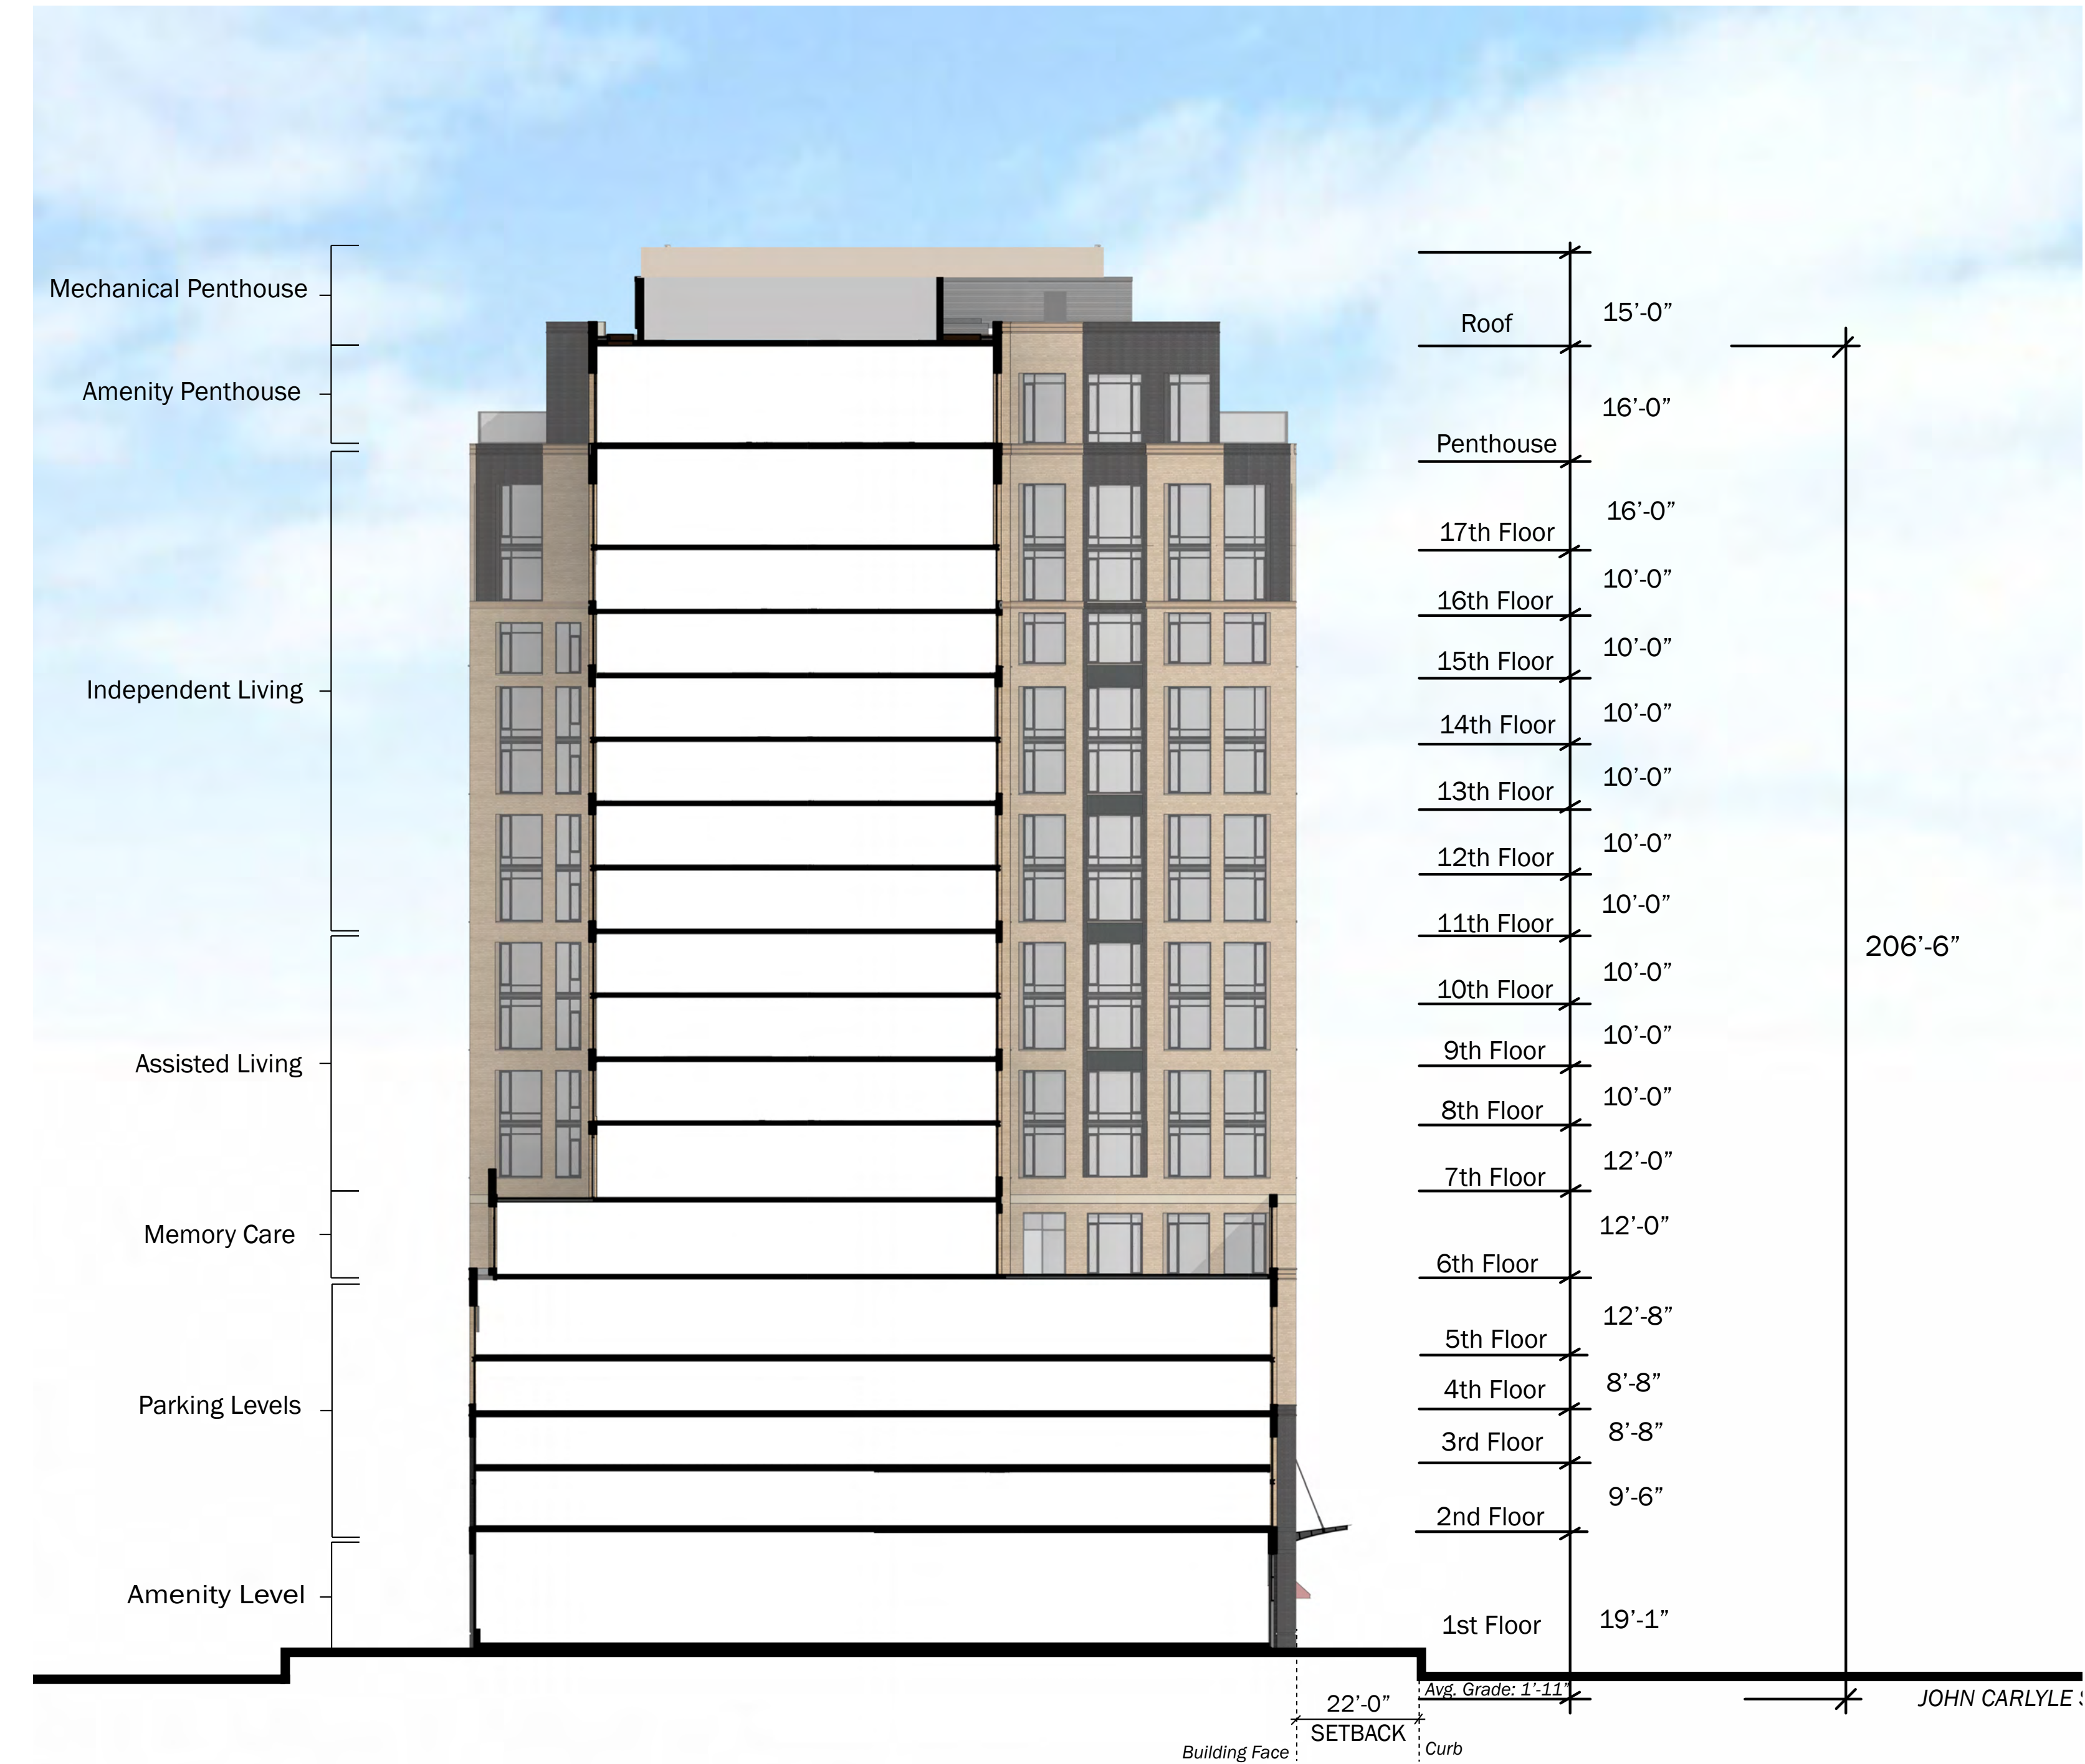 Mechanical Penthouse
Amenity Penthouse
Independent Living
Assisted Living
Memory Care
Parking Levels
Amenity Level
Roof
15’-0”
16’-0”
Penthouse
16’-0”
17th Floor
10’-0”
16th Floor
10’-0”
15th Floor
10’-0”
14th Floor
10’-0”
13th Floor
10’-0”
12th Floor
10’-0”
11th Floor
10’-0”
10th Floor
10’-0”
9th Floor
10’-0”
8th Floor
12’-0”
7th Floor
12’-0”
6th Floor
12’-8”
5th Floor
8’-8”
4th Floor
8’-8”
3rd Floor
9’-6”
2nd Floor
19’-1”
1st Floor
206’-6”
Avg. Grade: 1’-11”
JOHN CARLYLE
22’-0”
SETBACK
Building Face
Curb